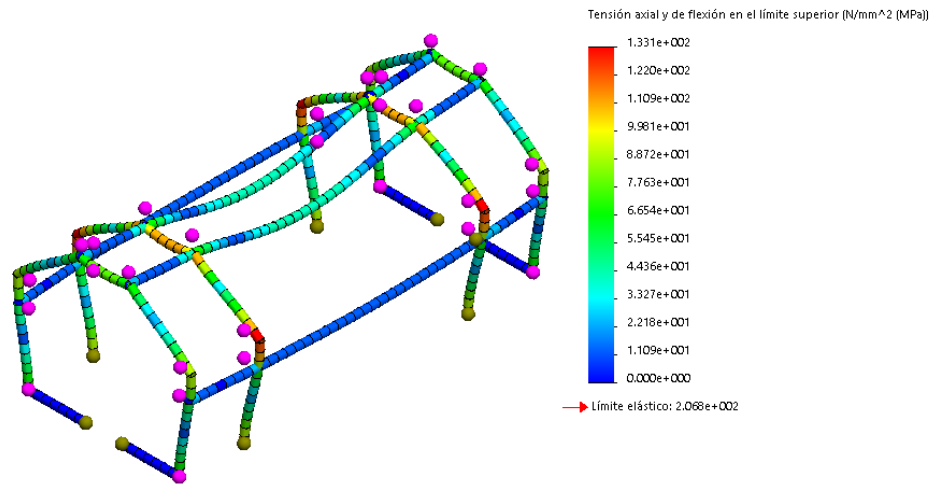 Tensión axial y de flexión en el límite superior (N/mm^2 (MPa))
1.331e+002
1.220e+002
1.109e+002
9.981e+001
8.872e+001
7.763e+001
6.654e+001
5.545e+001
4.436e+001
3.327e+001
2.218e+001
1.109e+001
0.000e+000
Límite elástico: 2.068e+002